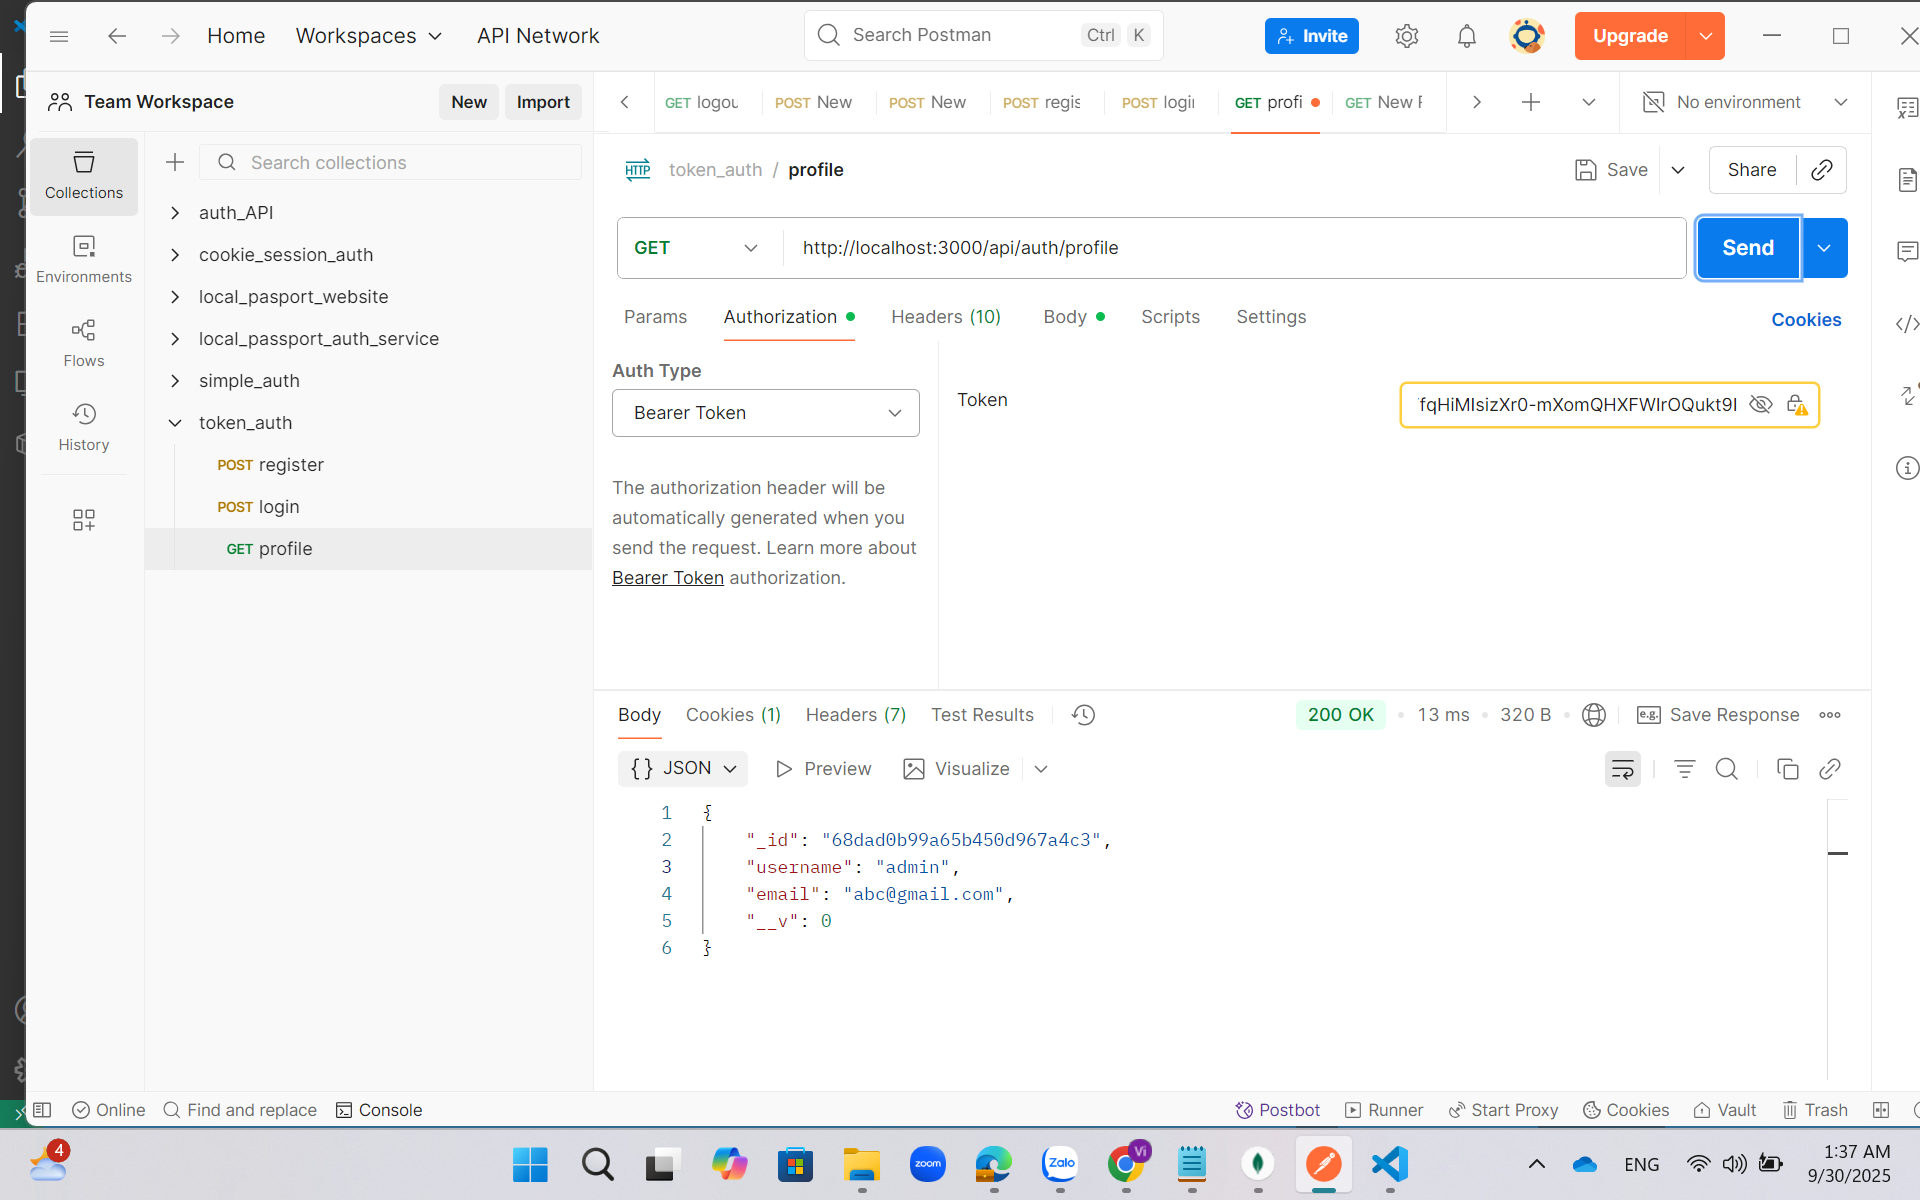 Home Workspaces API Network Search Postman Ctrl K Invite Upgrade
Team Workspace New Import
GET logou POST New POST New POST regis POST login GET profi GET New No environment
Collections
Search collections
token_auth / profile Save Share
auth_API
cookie_session_auth
local_pasport_website
local_passport_auth_service
simple_auth
token_auth
POST register
POST login
GET profile
Environments
Flows
History
GET http://localhost:3000/api/auth/profile Send
Params Authorization Headers (10) Body Scripts Settings Cookies
Auth Type
Bearer Token
The authorization header will be
automatically generated when you
send the request. Learn more about
Bearer Token authorization.
Token fqHiMIsizXr0-mXomQHXFWIrOQukt9I
Body Cookies (1) Headers (7) Test Results 200 OK 13 ms 320 B e.g. Save Response
{} JSON Preview Visualize
1 {
2 "_id": "68dad0b99a65b450d967a4c3",
3 "username": "admin",
4 "email": "abc@gmail.com",
5 "__v": 0
6 }
Online Find and replace Console Postbot Runner Start Proxy Cookies Vault Trash
4 zoom Zalo Vi ENG 1:37 AM
9/30/2025